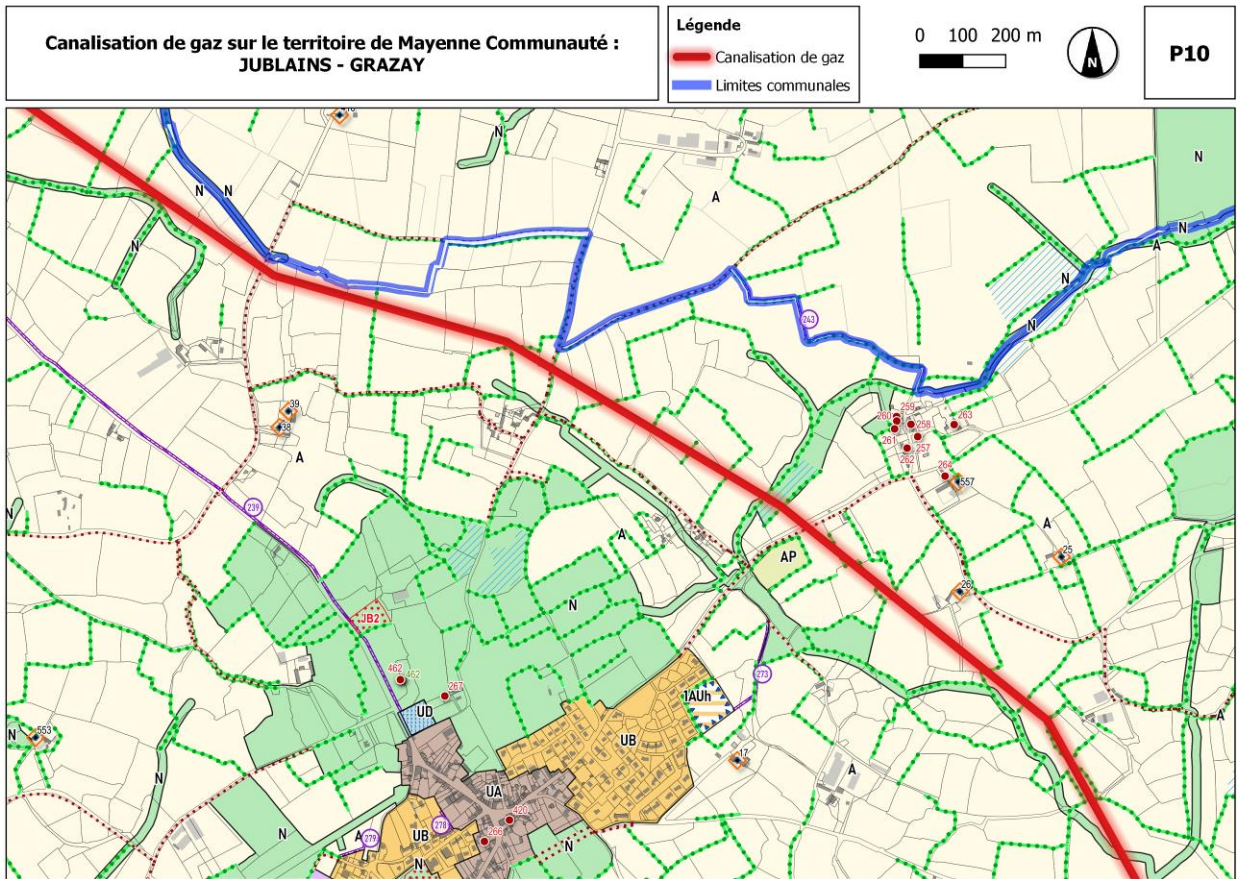 Canalisation de gaz sur le territoire de Mayenne Communauté :
JUBLAINS - GRAZAY
Légende
Canalisation de gaz
Limites communales
0 100 200 m
N
P10
N
N
N N
A
N
N
N
A
N
243
N
39
38
A
260
259
258
263
261
257
262
264
557
239
N
A
A
25
AP
26
N
JB2
462
462
267
273
1AUh
UD
UB
A
553
N
N
17
A
UA
420
278
UB
266
A
279
N
N
N